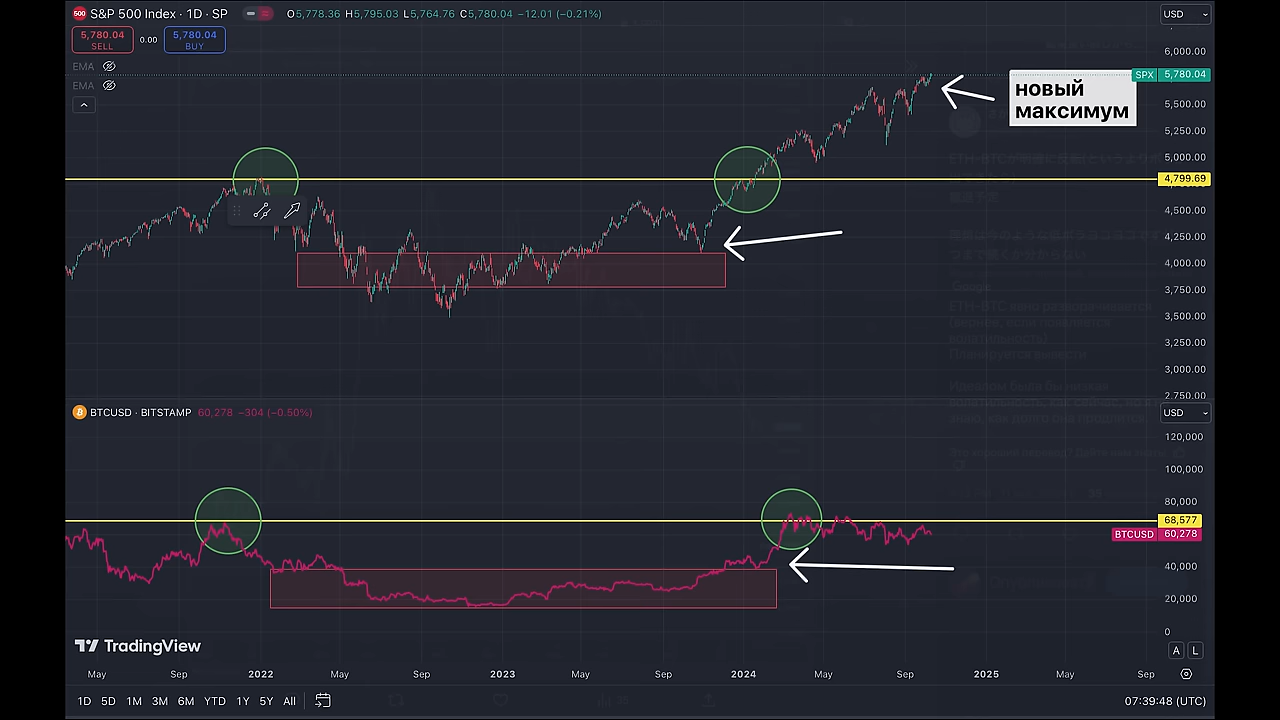 500 S&P 500 Index · 1D · SP O5,778.36 H5,795.03 L5,764.76 C5,780.04 −12.01 (−0.21%) USD
5,780.04 SELL 0.00 5,780.04 BUY
EMA
EMA
6,000.00
SPX 5,780.04
новый
максимум
5,500.00
5,250.00
5,000.00
4,799.69
4,500.00
4,250.00
4,000.00
3,750.00
3,500.00
3,250.00
3,000.00
2,750.00
BTCUSD · BITSTAMP 60,278 −304 (−0.50%) USD
120,000
100,000
80,000
68,577
BTCUSD 60,278
40,000
20,000
0
TradingView
A L
May Sep 2022 May Sep 2023 May Sep 2024 May Sep 2025 May Sep
1D 5D 1M 3M 6M YTD 1Y 5Y All 07:39:48 (UTC)